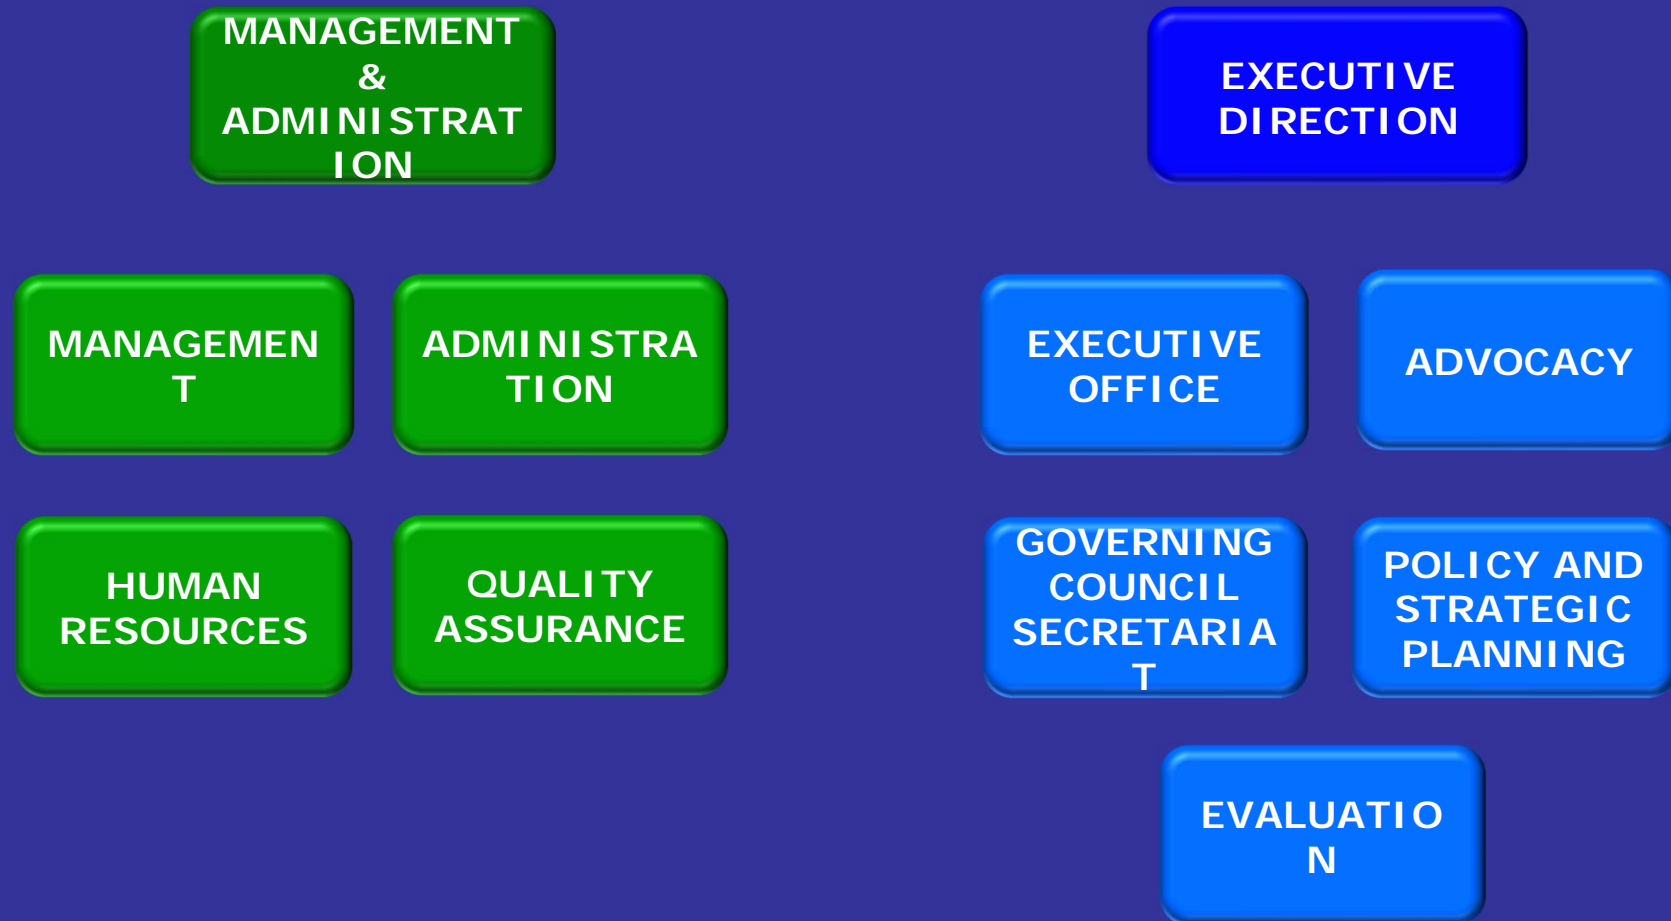 MANAGEMENT
&
ADMINISTRAT
ION
EXECUTIVE
DIRECTION
MANAGEMEN
T
ADMINISTRA
TION
EXECUTIVE
OFFICE
ADVOCACY
HUMAN
RESOURCES
QUALITY
ASSURANCE
GOVERNING
COUNCIL
SECRETARIA
T
POLICY AND
STRATEGIC
PLANNING
EVALUATIO
N